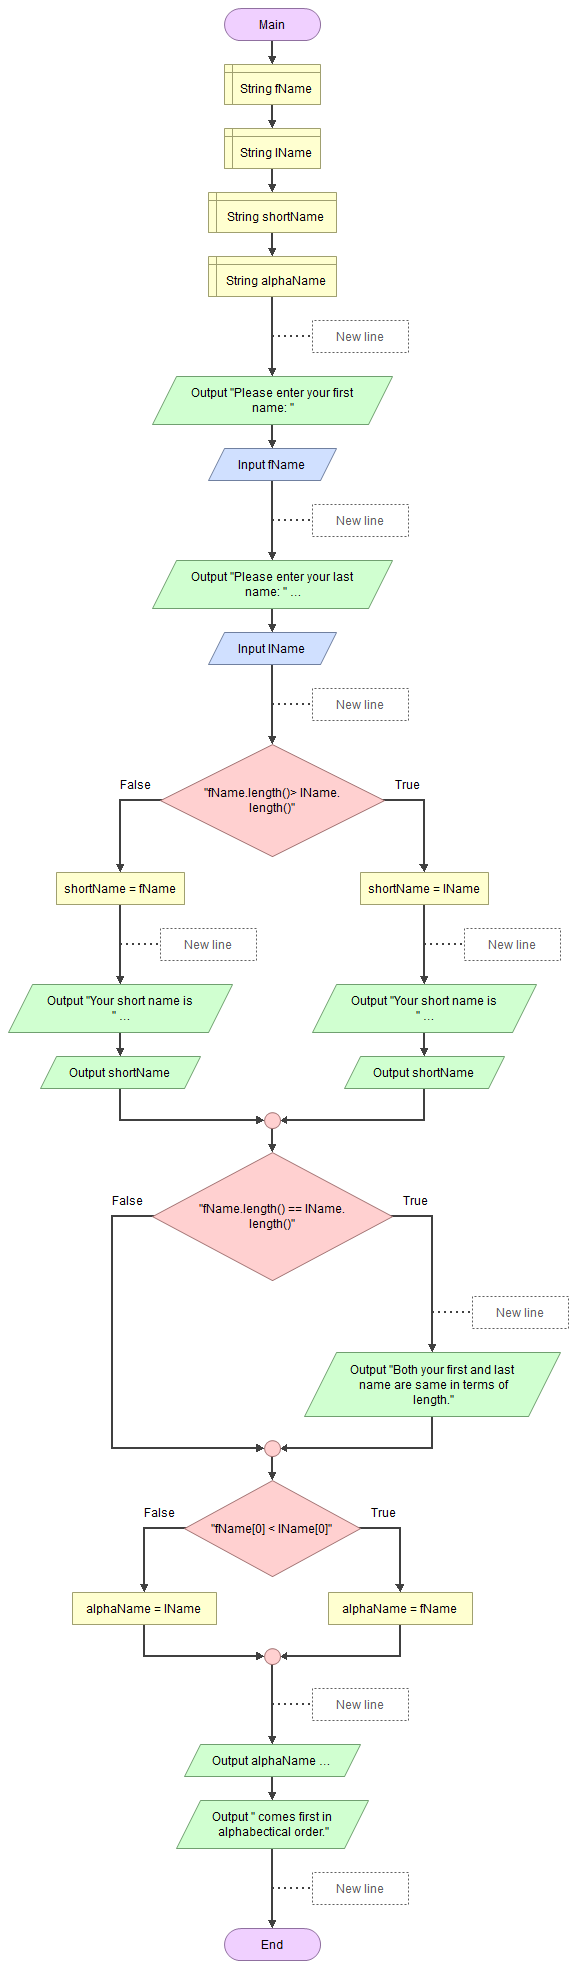 Main
String fName
String lName
String shortName
String alphaName
New line
Output "Please enter your first
name: "
Input fName
New line
Output "Please enter your last
name: " ...
Input lName
New line
"fName.length()> lName.
length()"
False
True
shortName = fName
shortName = lName
New line
New line
Output "Your short name is
" ...
Output "Your short name is
" ...
Output shortName
Output shortName
"fName.length() == lName.
length()"
False
True
New line
Output "Both your first and last
name are same in terms of
length."
"fName[0] < lName[0]"
False
True
alphaName = lName
alphaName = fName
New line
Output alphaName ...
Output " comes first in
alphabectical order."
New line
End